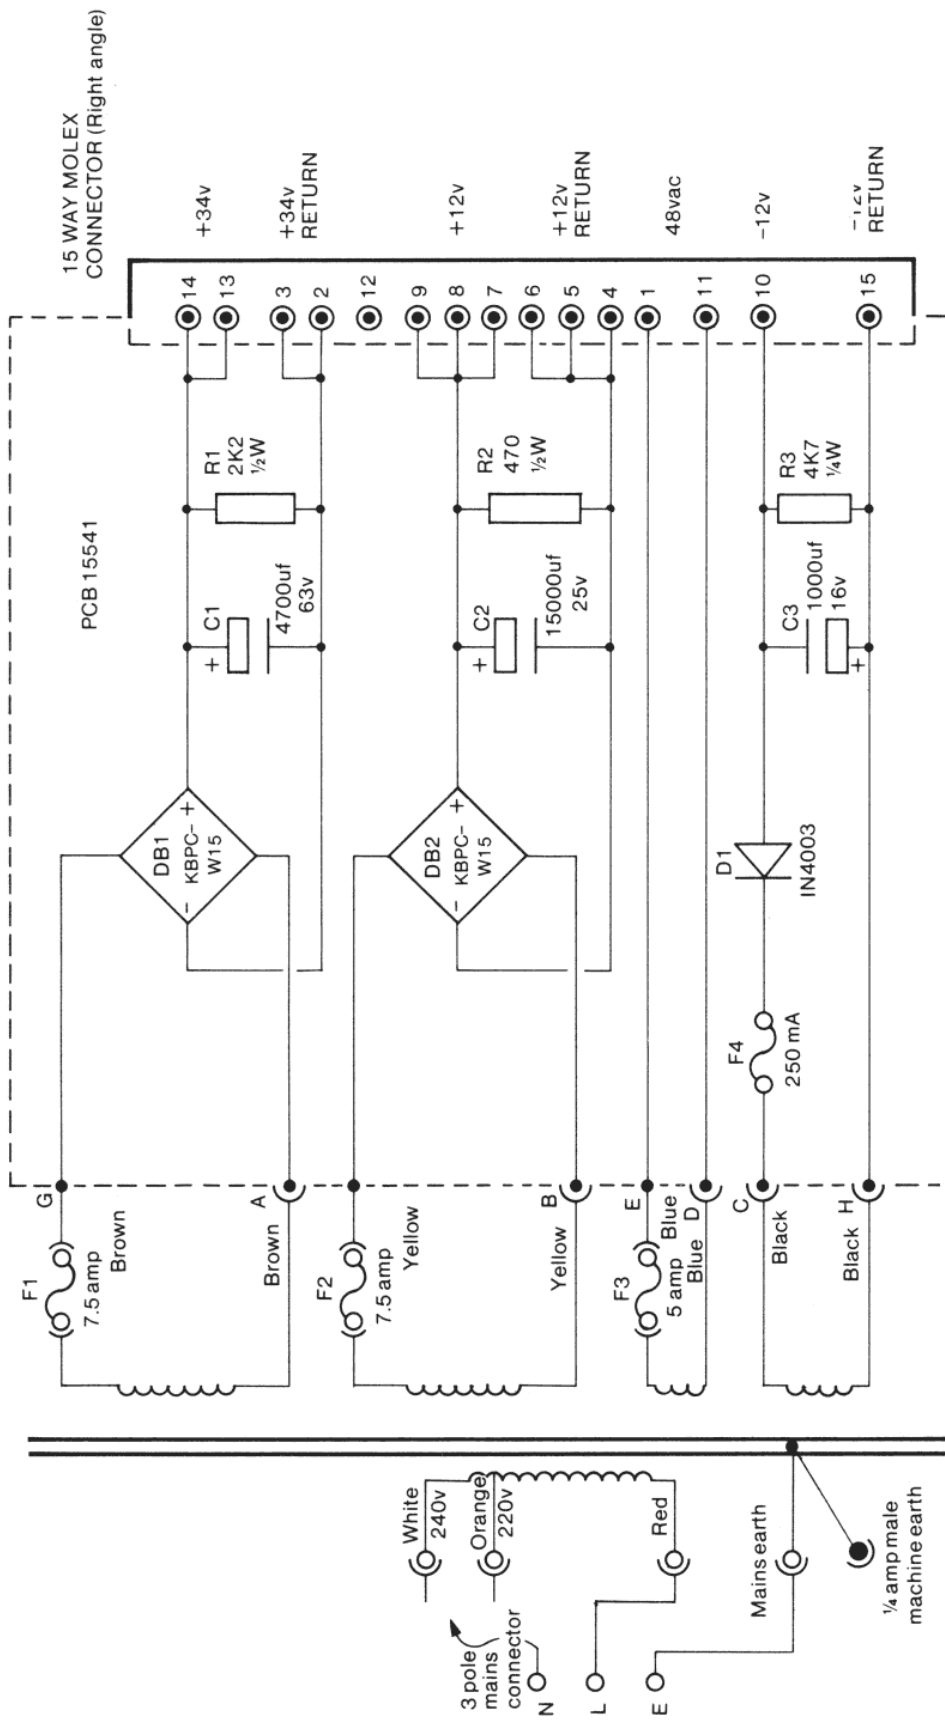 15 WAY MOLEX
CONNECTOR (Right angle)
+34v
+34v
RETURN
+12v
+12v
RETURN
48vac
-12v
-12v
RETURN
14
13
3
2
12
9
8
7
6
5
4
1
11
10
15
PCB 15541
R1
2K2
½W
R2
470
½W
R3
4K7
¼W
+
C1
4700uf
63v
+
C2
15000uf
25v
C3
1000uf
16v
+
DB1
KBPC-
W15
+
-
DB2
KBPC-
W15
+
-
D1
IN4003
F4
250 mA
G
A
B
E
D
C
H
F1
7.5 amp
Brown
Brown
F2
7.5 amp
Yellow
Yellow
F3
5 amp
Blue
Blue
Black
Black
White
240v
Orange
220v
Red
Mains earth
¼ amp male
machine earth
3 pole
mains
connector
N
L
E